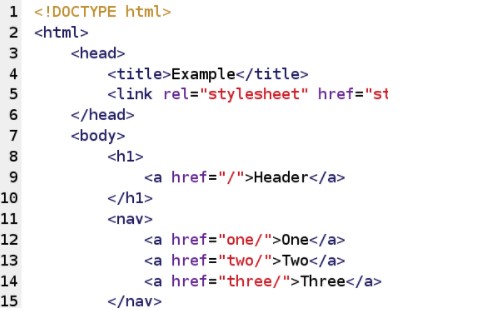 1 <!DOCTYPE html>
2 <html>
3     <head>
4         <title>Example</title>
5         <link rel="stylesheet" href="st
6     </head>
7     <body>
8         <h1>
9             <a href="/">Header</a>
10         </h1>
11         <nav>
12             <a href="one/">One</a>
13             <a href="two/">Two</a>
14             <a href="three/">Three</a>
15         </nav>